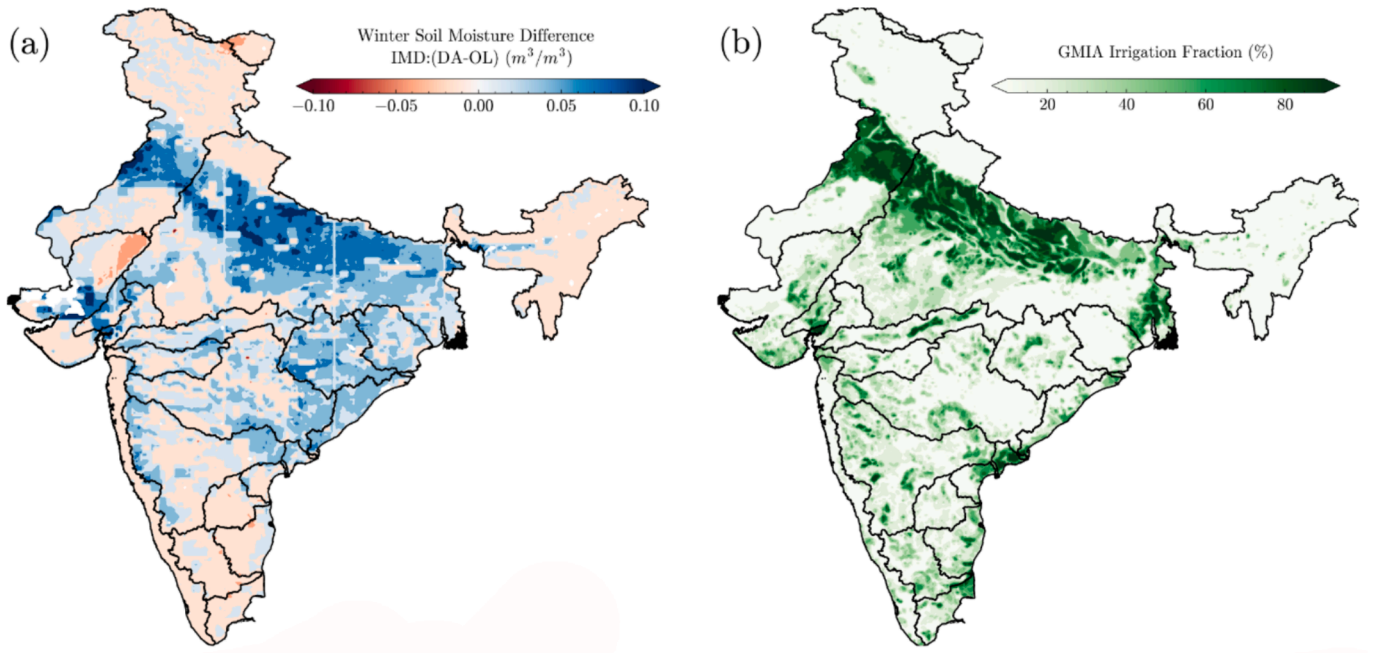 (a)
Winter Soil Moisture Difference
IMD:(DA-OL) (m³/m³)
−0.10 −0.05 0.00 0.05 0.10
(b)
GMIA Irrigation Fraction (%)
20 40 60 80